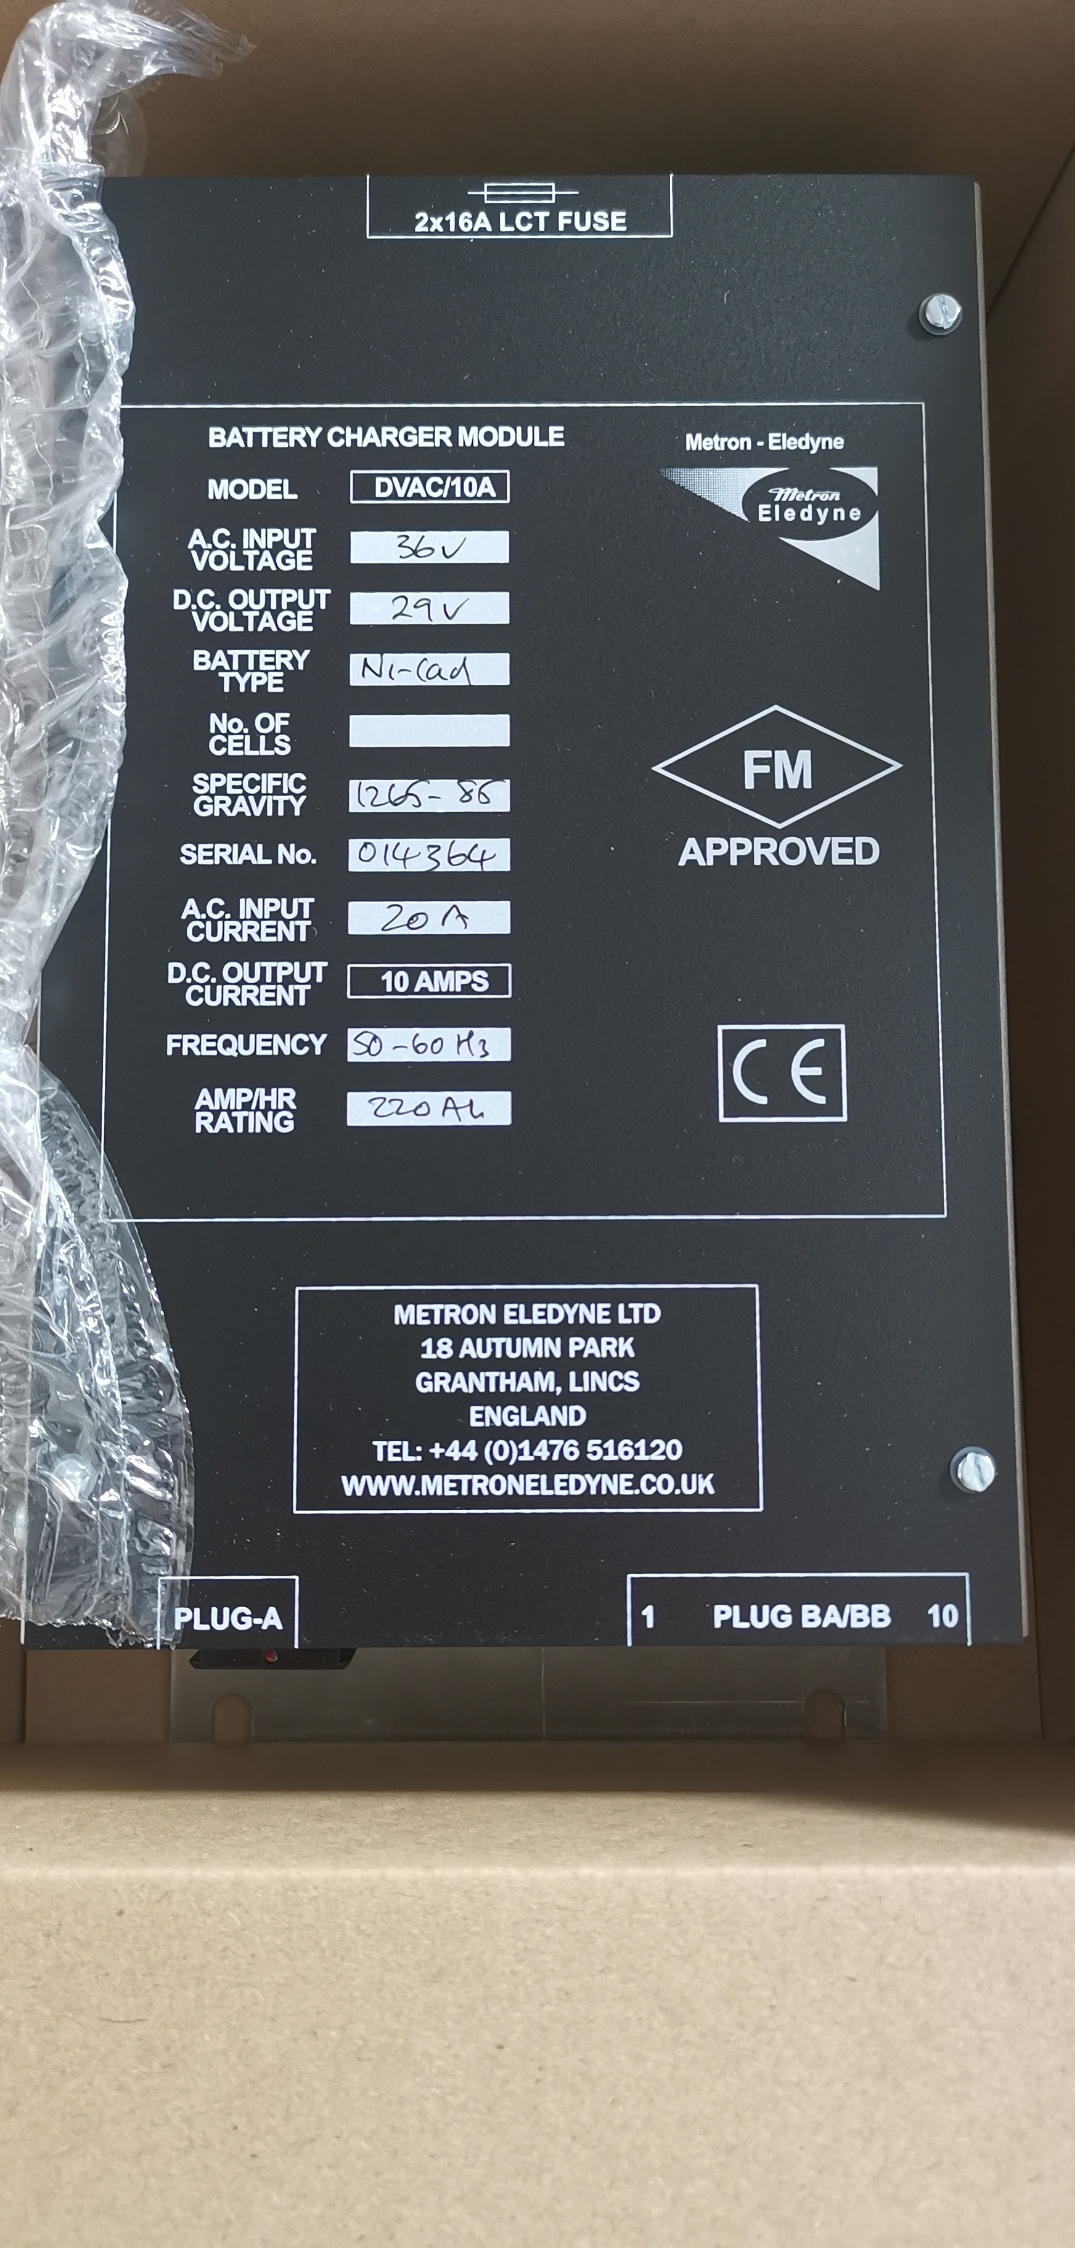 2x16A LCT FUSE
BATTERY CHARGER MODULE
Metron - Eledyne
Metron
Eledyne
MODEL DVAC/10A
A.C. INPUT
VOLTAGE 36V
D.C. OUTPUT
VOLTAGE 29V
BATTERY
TYPE Ni-Cad
No. OF
CELLS
SPECIFIC
GRAVITY 1265-85
SERIAL No. 014364
A.C. INPUT
CURRENT 20A
D.C. OUTPUT
CURRENT 10 AMPS
FREQUENCY 50-60 Hz
AMP/HR
RATING 220Ah
FM
APPROVED
CE
METRON ELEDYNE LTD
18 AUTUMN PARK
GRANTHAM, LINCS
ENGLAND
TEL: +44 (0)1476 516120
WWW.METRONELEDYNE.CO.UK
PLUG-A
1 PLUG BA/BB 10